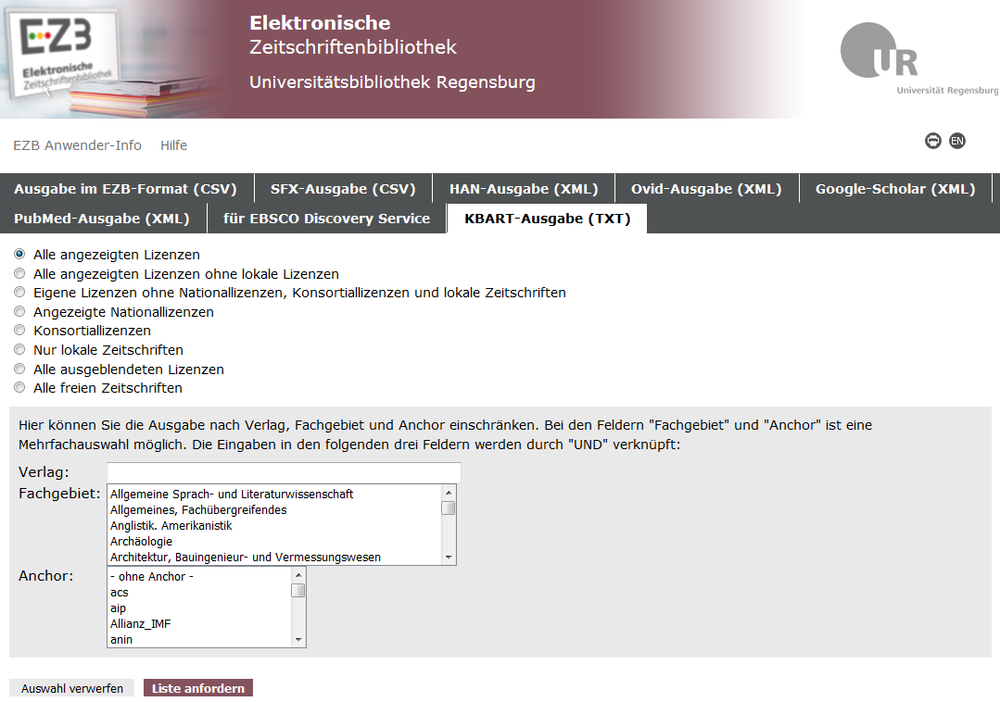 EZB
Elektronische
Zeitschriftenbibliothek
Elektronische
Zeitschriftenbibliothek
Universitätsbibliothek Regensburg
UR
Universität Regensburg
EZB Anwender-Info Hilfe
EN
Ausgabe im EZB-Format (CSV) SFX-Ausgabe (CSV) HAN-Ausgabe (XML) Ovid-Ausgabe (XML) Google-Scholar (XML)
PubMed-Ausgabe (XML) für EBSCO Discovery Service KBART-Ausgabe (TXT)
Alle angezeigten Lizenzen
Alle angezeigten Lizenzen ohne lokale Lizenzen
Eigene Lizenzen ohne Nationallizenzen, Konsortiallizenzen und lokale Zeitschriften
Angezeigte Nationallizenzen
Konsortiallizenzen
Nur lokale Zeitschriften
Alle ausgeblendeten Lizenzen
Alle freien Zeitschriften
Hier können Sie die Ausgabe nach Verlag, Fachgebiet und Anchor einschränken. Bei den Feldern "Fachgebiet" und "Anchor" ist eine
Mehrfachauswahl möglich. Die Eingaben in den folgenden drei Feldern werden durch "UND" verknüpft:
Verlag:
Fachgebiet:
Allgemeine Sprach- und Literaturwissenschaft
Allgemeines, Fachübergreifendes
Anglistik. Amerikanistik
Archäologie
Architektur, Bauingenieur- und Vermessungswesen
Anchor:
- ohne Anchor -
acs
aip
Allianz_IMF
anin
Auswahl verwerfen Liste anfordern